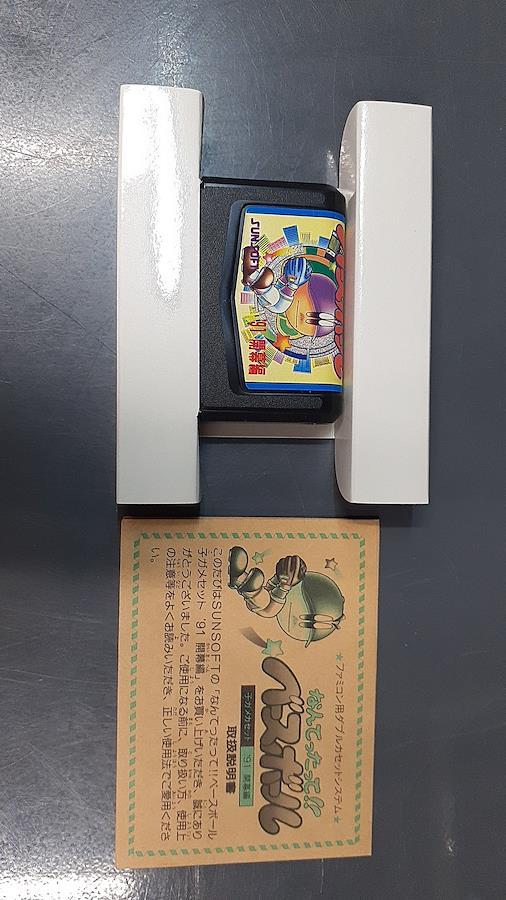 SUNSOFT
'91 開幕編
★ファミコン用ダブルカセットシステム★
なんてったって!!
ベースボール
子ガメカセット '91 開幕編
取扱説明書
このたびはSUNSOFTの「なんてったって!!ベースボール
子ガメセット '91 開幕編」をお買い上げいただき、誠にあり
がとうございました。ご使用になる前に、取り扱い方、使用上
の注意等をよくお読みいただき、正しい使用法でご愛用くださ
い。